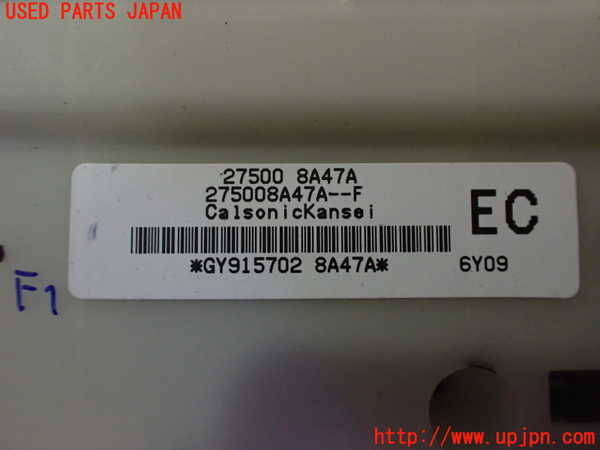 USED PARTS JAPAN
27500 8A47A
275008A47A--F
CalsonicKansei
EC
*GY915702 8A47A*
6Y09
F1
http://www.upjpn.com/